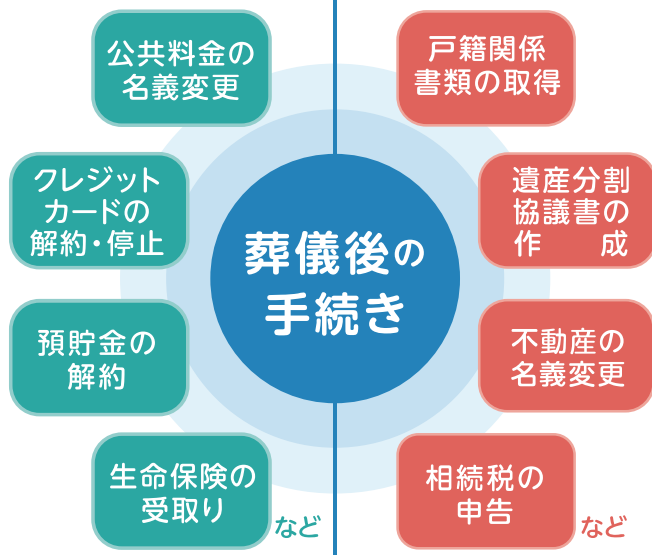 公共料金の
名義変更
クレジット
カードの
解約・停止
預貯金の
解約
生命保険の
受取り
など
葬儀後の
手続き
戸籍関係
書類の取得
遺産分割
協議書の
作　　成
不動産の
名義変更
相続税の
申告
など